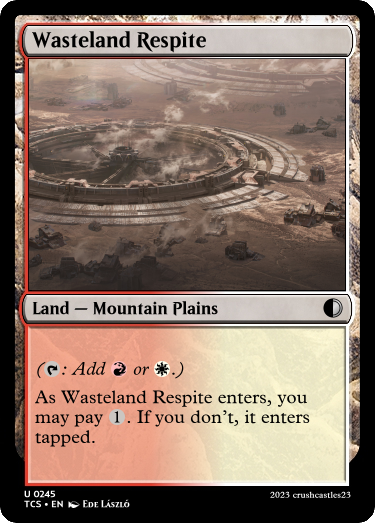 Wasteland Respite
Land — Mountain Plains
(: Add or .)
As Wasteland Respite enters, you
may pay 1. If you don't, it enters
tapped.
U 0245
TCS • EN Ede László
2023 crushcastles23